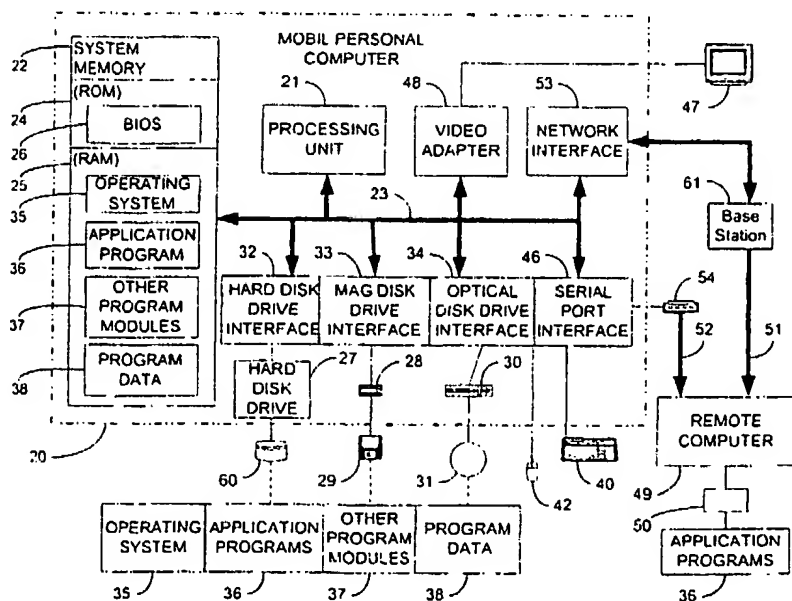 MOBIL PERSONAL
COMPUTER
22
SYSTEM
MEMORY
24
(ROM)
26
BIOS
25
(RAM)
35
OPERATING
SYSTEM
36
APPLICATION
PROGRAM
37
OTHER
PROGRAM
MODULES
38
PROGRAM
DATA
21
PROCESSING
UNIT
48
VIDEO
ADAPTER
53
NETWORK
INTERFACE
47
23
61
Base
Station
32
HARD DISK
DRIVE
INTERFACE
33
MAG DISK
DRIVE
INTERFACE
34
OPTICAL
DISK DRIVE
INTERFACE
46
SERIAL
PORT
INTERFACE
54
52
51
27
HARD
DISK
DRIVE
28
30
20
60
29
31
42
40
REMOTE
COMPUTER
49
50
OPERATING
SYSTEM
35
APPLICATION
PROGRAMS
36
OTHER
PROGRAM
MODULES
37
PROGRAM
DATA
38
APPLICATION
PROGRAMS
36